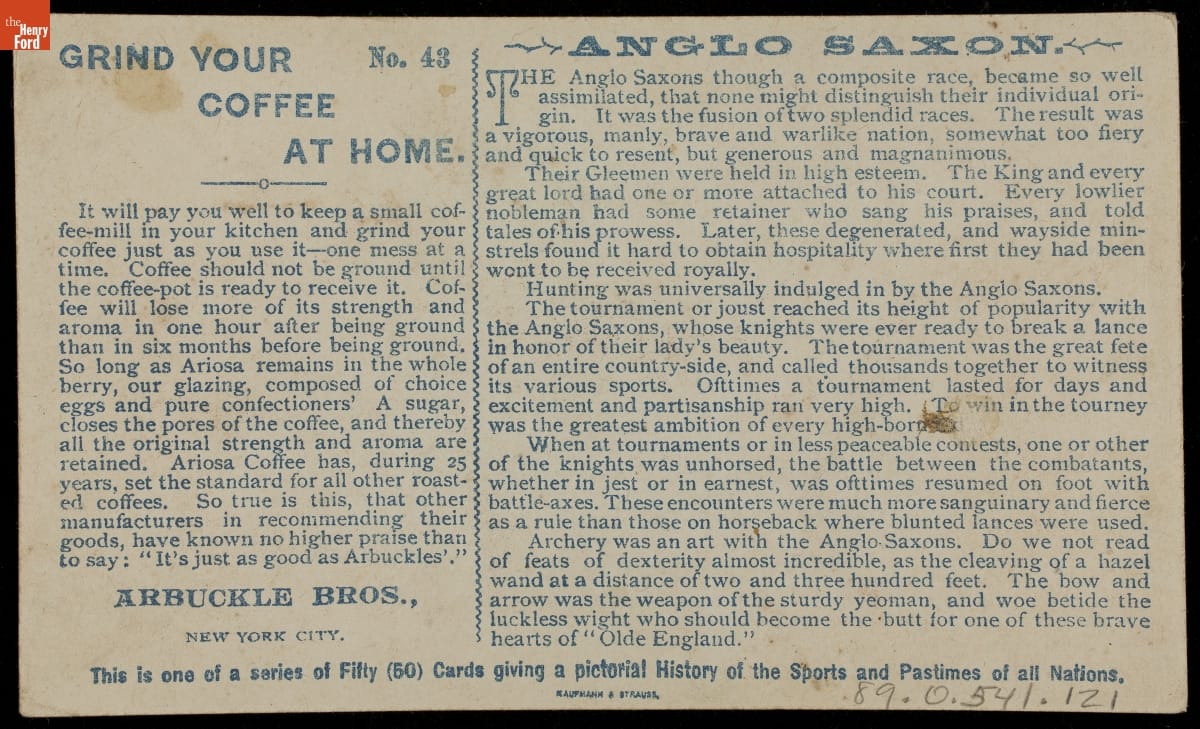 the
Henry
Ford
GRIND YOUR No. 43
COFFEE
AT HOME.
It will pay you well to keep a small cof-
fee-mill in your kitchen and grind your
coffee just as you use it—one mess at a
time. Coffee should not be ground until
the coffee-pot is ready to receive it. Cof-
fee will lose more of its strength and
aroma in one hour after being ground
than in six months before being ground.
So long as Ariosa remains in the whole
berry, our glazing, composed of choice
eggs and pure confectioners' A sugar,
closes the pores of the coffee, and thereby
all the original strength and aroma are
retained. Ariosa Coffee has, during 25
years, set the standard for all other roast-
ed coffees. So true is this, that other
manufacturers in recommending their
goods, have known no higher praise than
to say: "It's just as good as Arbuckles'."
ARBUCKLE BROS.,
NEW YORK CITY.
ANGLO SAXON.
THE Anglo Saxons though a composite race, became so well
assimilated, that none might distinguish their individual ori-
gin. It was the fusion of two splendid races. The result was
a vigorous, manly, brave and warlike nation, somewhat too fiery
and quick to resent, but generous and magnanimous.
Their Gleemen were held in high esteem. The King and every
great lord had one or more attached to his court. Every lowlier
nobleman had some retainer who sang his praises, and told
tales of his prowess. Later, these degenerated, and wayside min-
strels found it hard to obtain hospitality where first they had been
wont to be received royally.
Hunting was universally indulged in by the Anglo Saxons.
The tournament or joust reached its height of popularity with
the Anglo Saxons, whose knights were ever ready to break a lance
in honor of their lady's beauty. The tournament was the great fete
of an entire country-side, and called thousands together to witness
its various sports. Ofttimes a tournament lasted for days and
excitement and partisanship ran very high. To win in the tourney
was the greatest ambition of every high-born
When at tournaments or in less peaceable contests, one or other
of the knights was unhorsed, the battle between the combatants,
whether in jest or in earnest, was ofttimes resumed on foot with
battle-axes. These encounters were much more sanguinary and fierce
as a rule than those on horseback where blunted lances were used.
Archery was an art with the Anglo-Saxons. Do we not read
of feats of dexterity almost incredible, as the cleaving of a hazel
wand at a distance of two and three hundred feet. The bow and
arrow was the weapon of the sturdy yeoman, and woe betide the
luckless wight who should become the butt for one of these brave
hearts of "Olde England."
This is one of a series of Fifty (50) Cards giving a pictorial History of the Sports and Pastimes of all Nations.
KAUFMANN & STRAUSS,
89.0.541.121